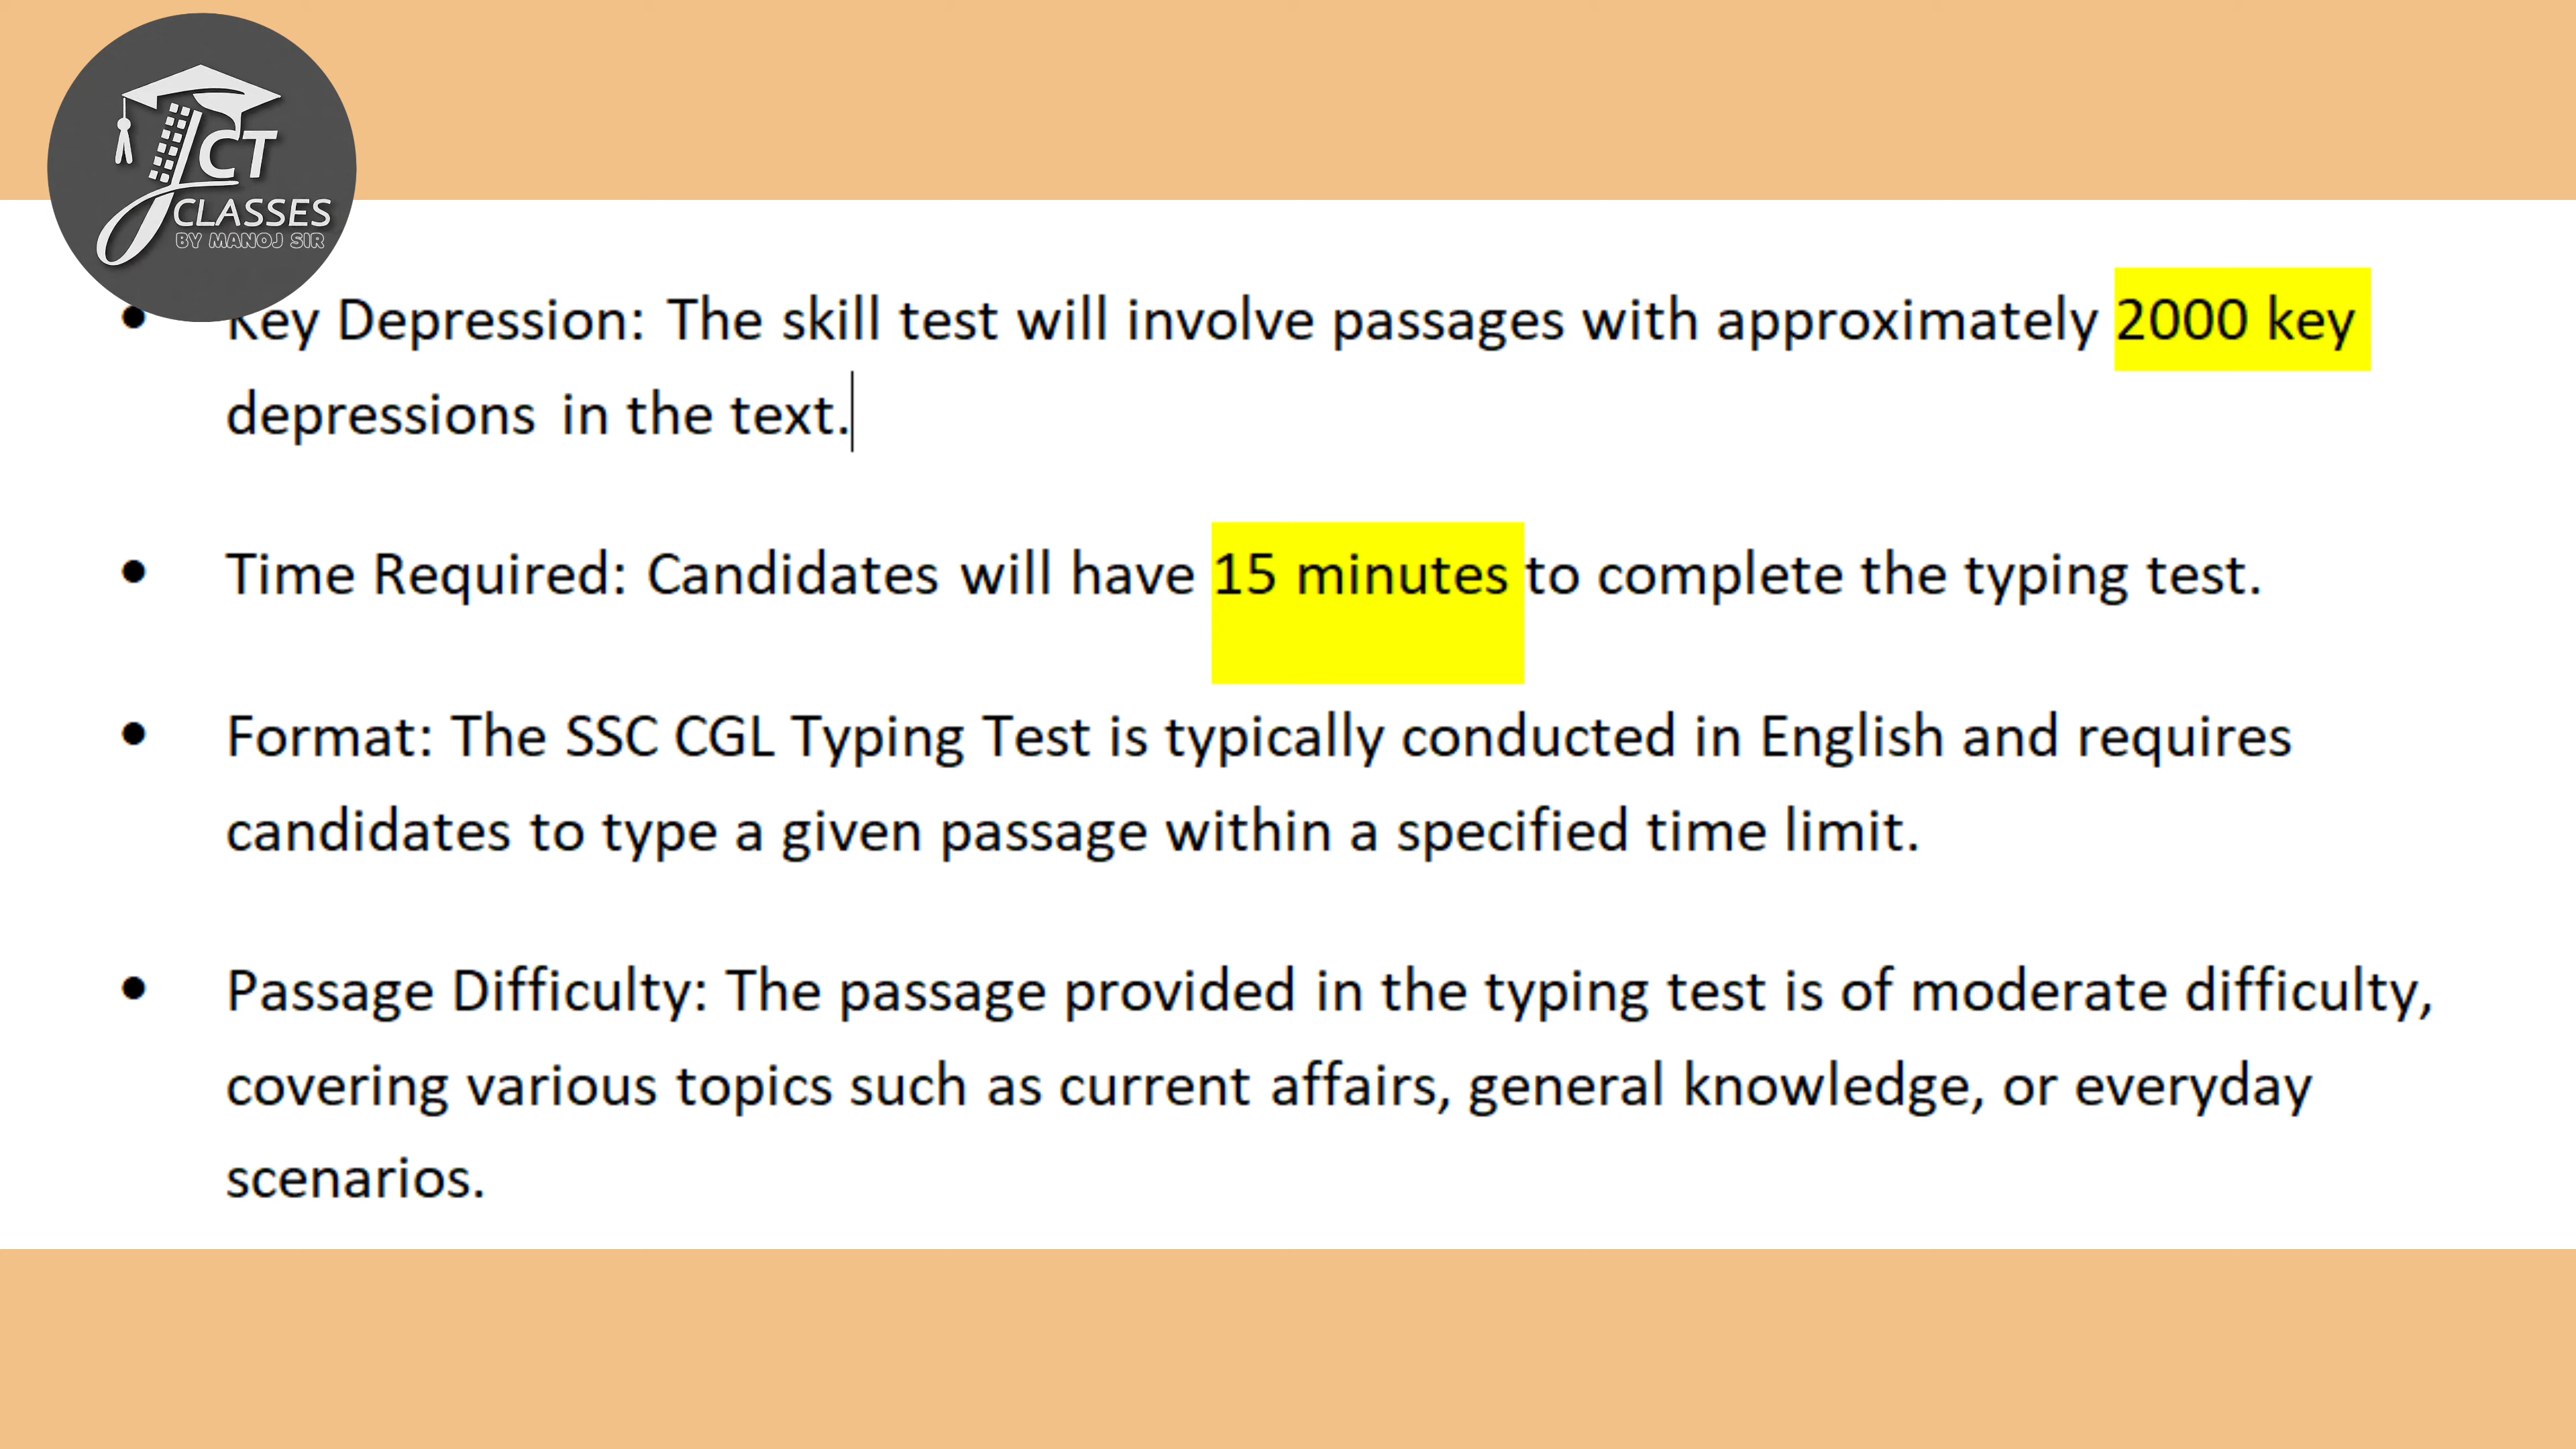 CT
CLASSES
BY MANOJ SIR
• Key Depression: The skill test will involve passages with approximately 2000 key
depressions in the text.
• Time Required: Candidates will have 15 minutes to complete the typing test.
• Format: The SSC CGL Typing Test is typically conducted in English and requires
candidates to type a given passage within a specified time limit.
• Passage Difficulty: The passage provided in the typing test is of moderate difficulty,
covering various topics such as current affairs, general knowledge, or everyday
scenarios.